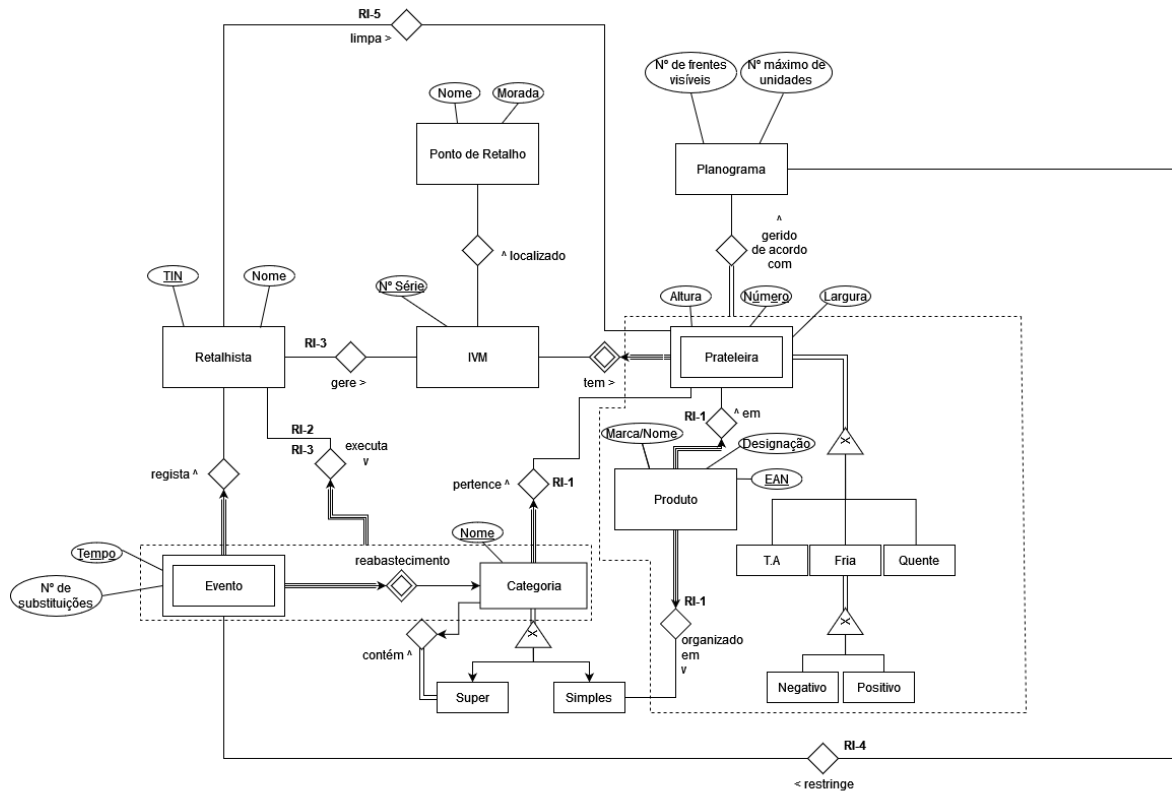 RI-5
limpa >
Nº de frentes
visíveis
Nº máximo de
unidades
Nome
Morada
Ponto de Retalho
Planograma
^
gerido
de acordo
com
^ localizado
TIN
Nome
Nº Série
Altura
Número
Largura
Retalhista
RI-3
gere >
IVM
tem >
Prateleira
RI-2
RI-3
executa
v
RI-1
^ em
Marca/Nome
Designação
EAN
X
regista ^
pertence ^
RI-1
Produto
Tempo
Nº de
substituições
Evento
reabastecimento
Nome
Categoria
T.A
Fria
Quente
RI-1
organizado
em
v
X
X
contém ^
Super
Simples
Negativo
Positivo
RI-4
< restringe